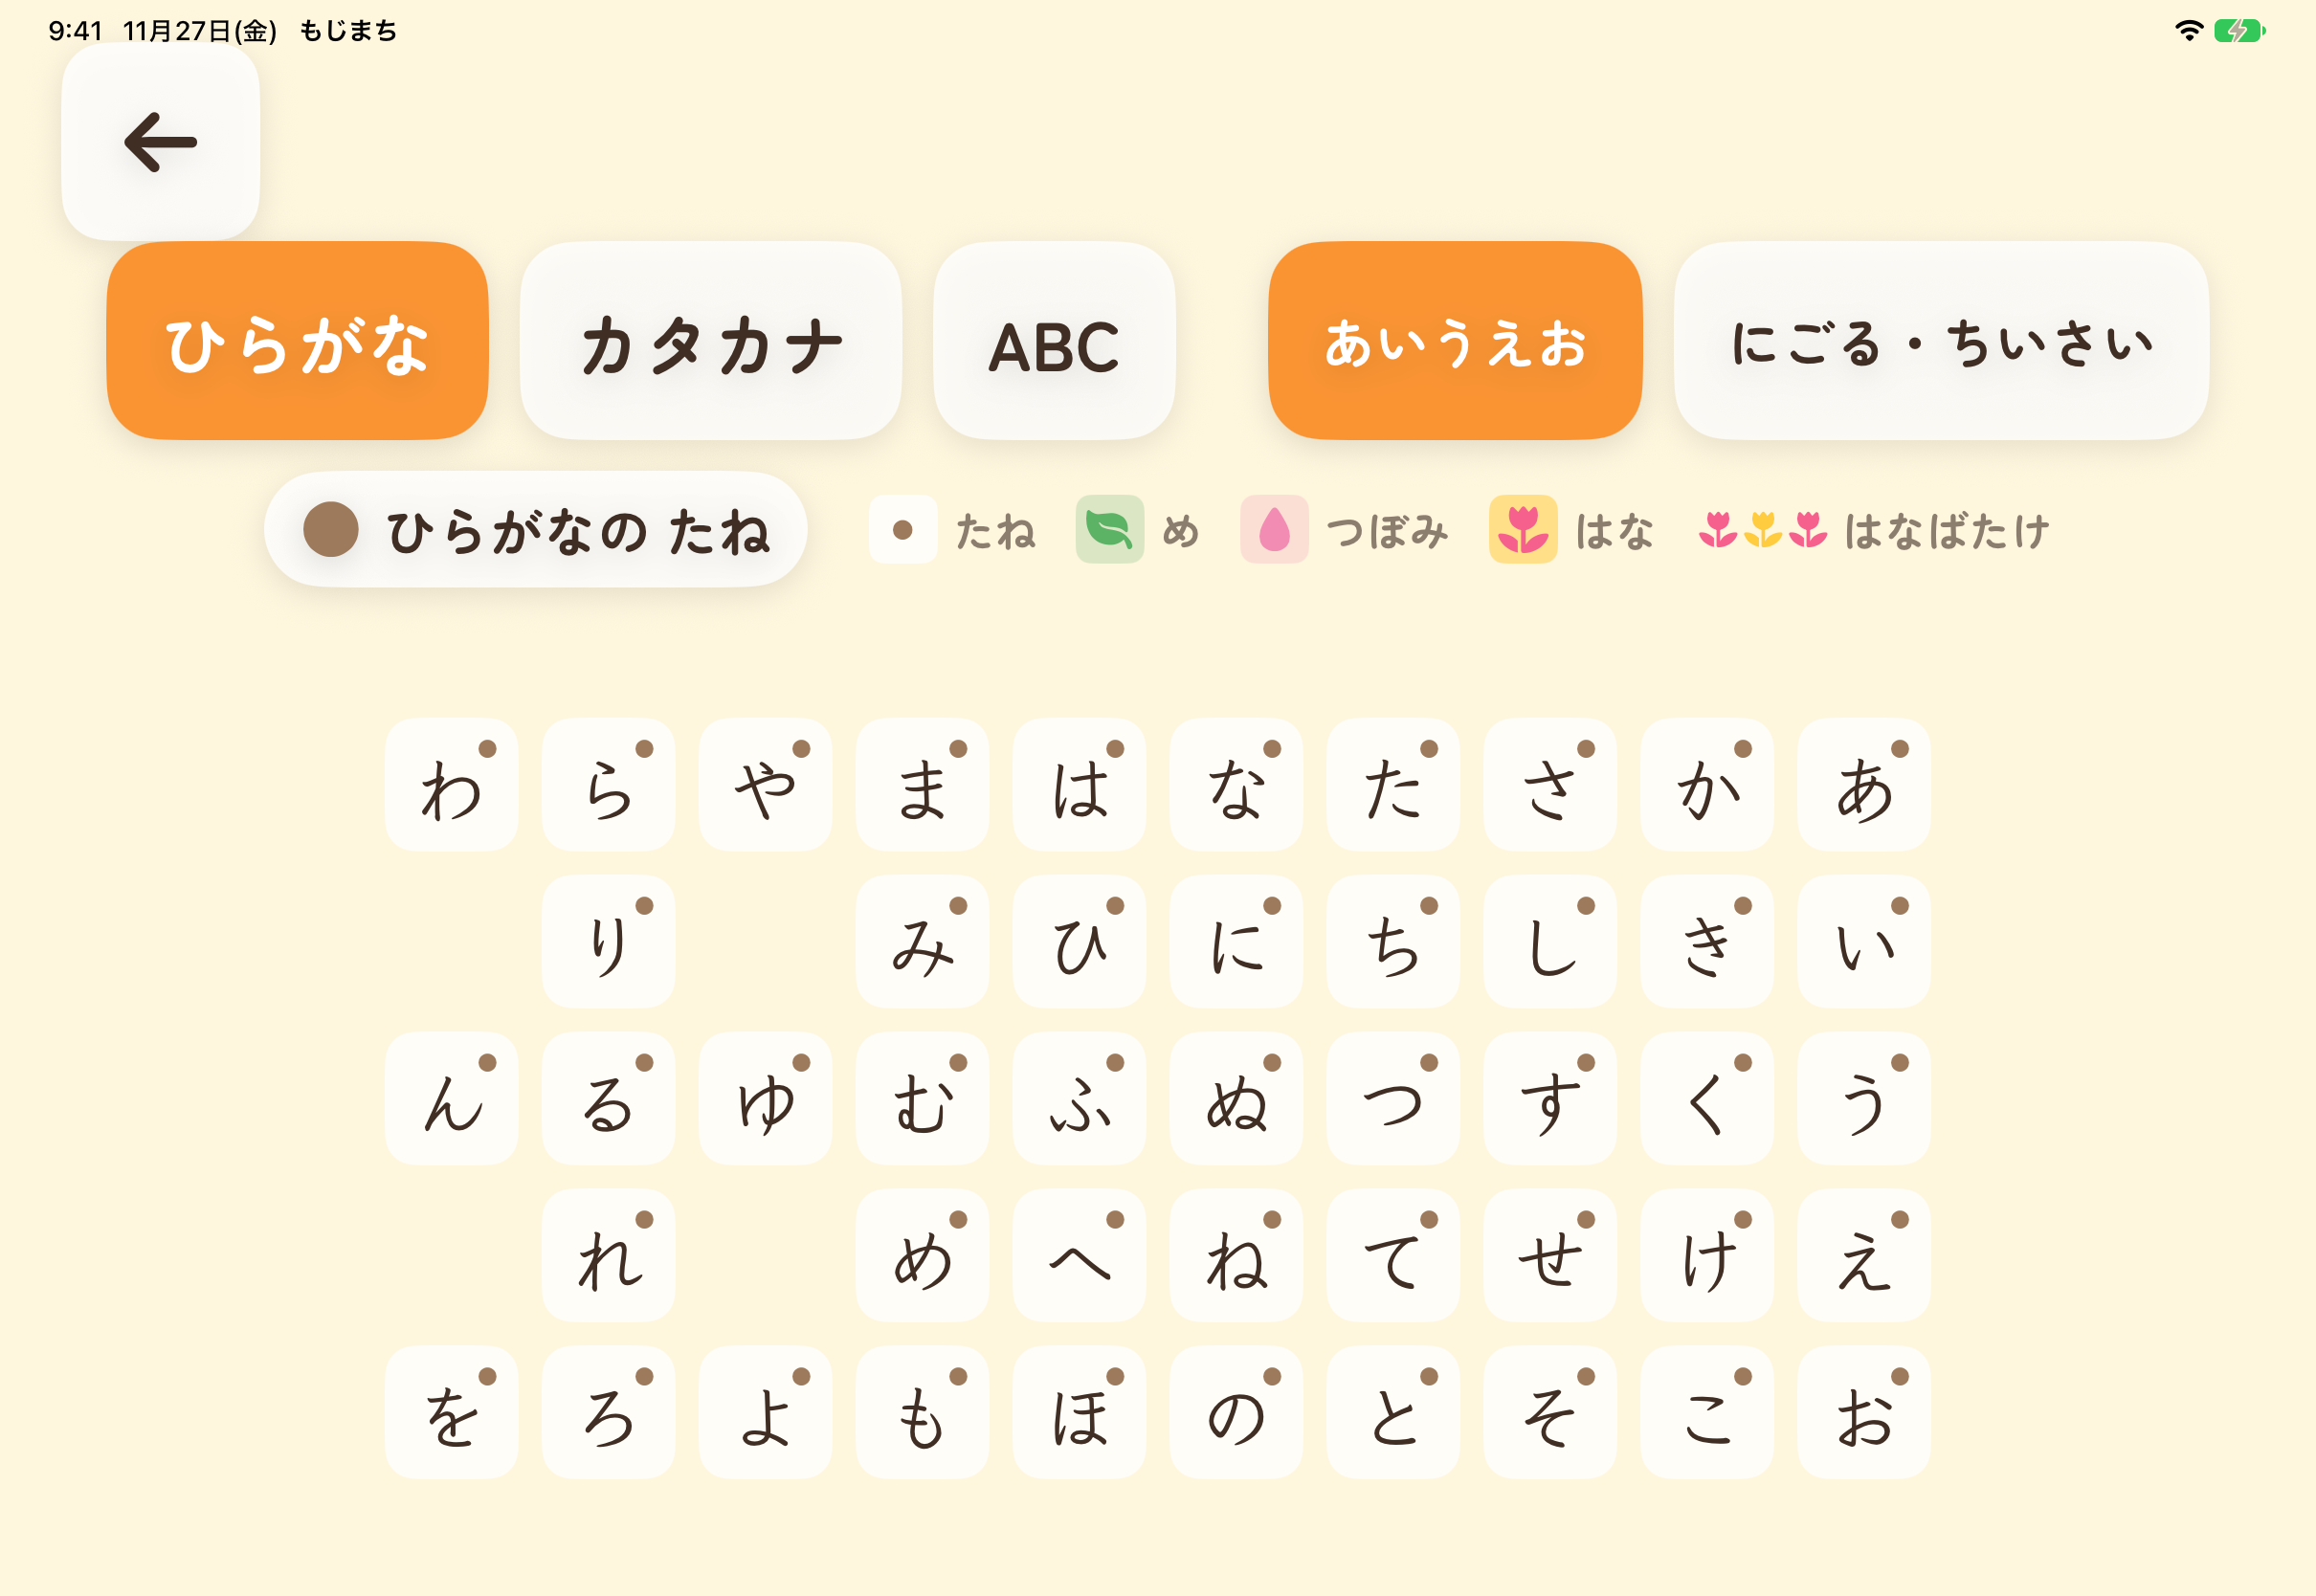 9:41 11月27日(金) もじまち
ひらがな カタカナ ABC あいうえお にごる・ちいさい
ひらがなの たね たね め つぼみ はな はなばたけ
わ ら や ま は な た さ か あ
り み ひ に ち し き い
ん る ゆ む ふ ぬ つ す く う
れ め へ ね て せ け え
を ろ よ も ほ の と そ こ お